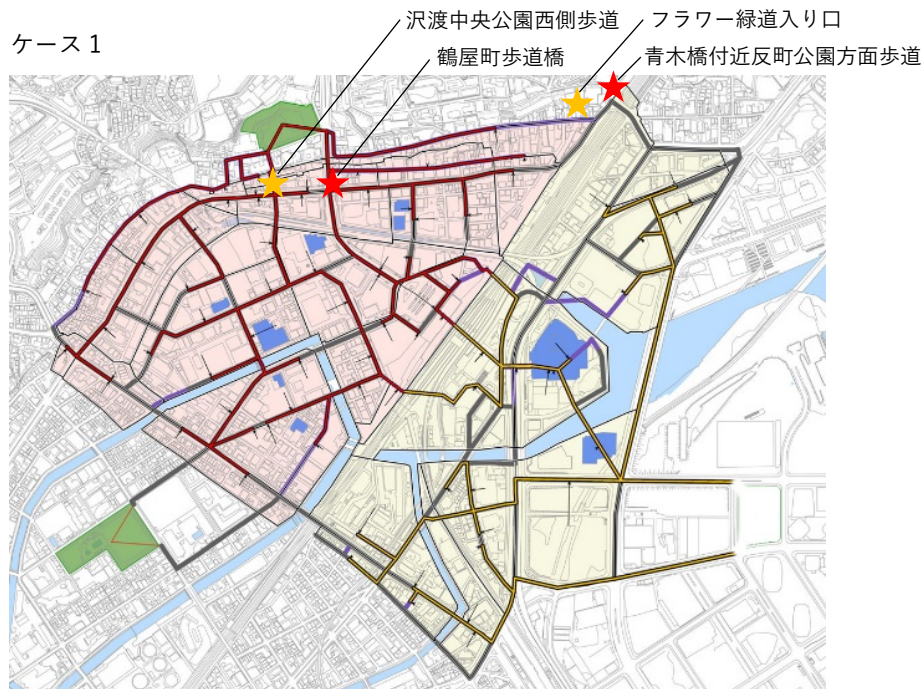 沢渡中央公園西側歩道
フラワー緑道入り口
ケース1
鶴屋町歩道橋
青木橋付近反町公園方面歩道